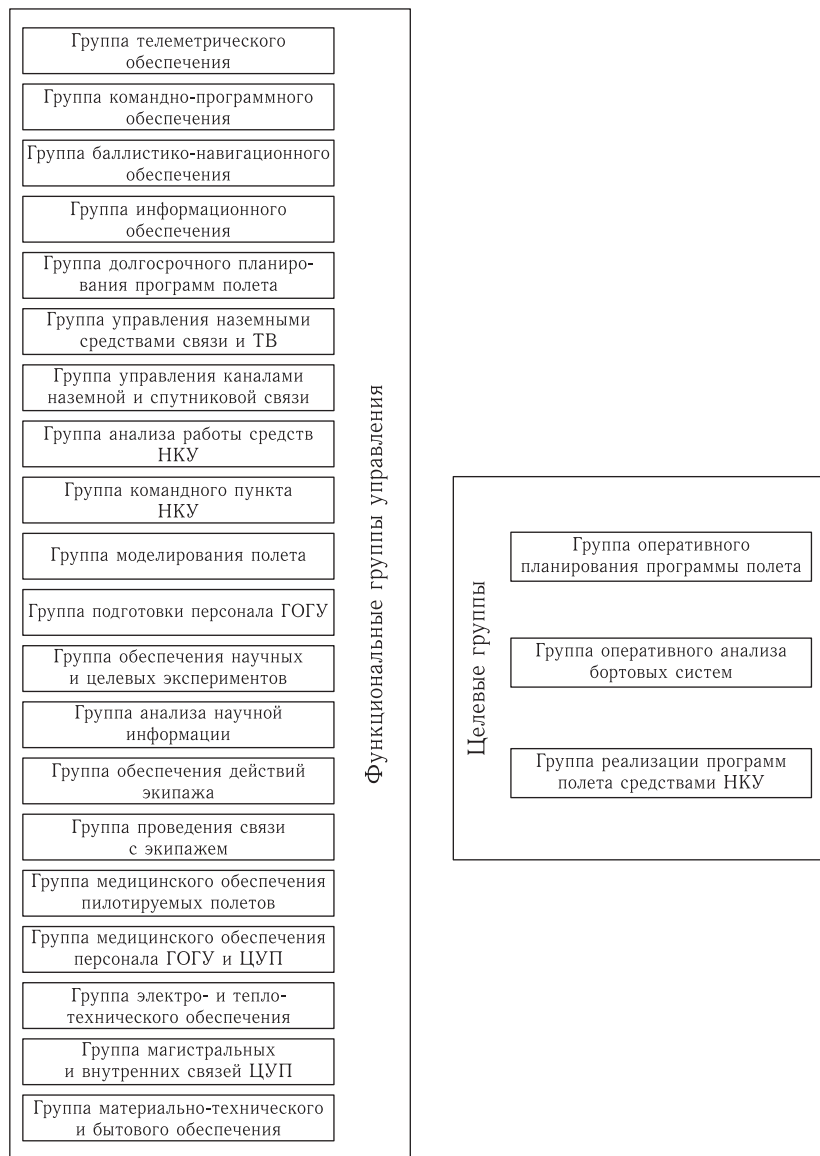 Группа телеметрического
обеспечения
Группа командно-программного
обеспечения
Группа баллистико-навигационного
обеспечения
Группа информационного
обеспечения
Группа долгосрочного планиро-
вания программ полета
Группа управления наземными
средствами связи и ТВ
Группа управления каналами
наземной и спутниковой связи
Группа анализа работы средств
НКУ
Группа командного пункта
НКУ
Группа моделирования полета
Группа подготовки персонала ГОГУ
Группа обеспечения научных
и целевых экспериментов
Группа анализа научной
информации
Группа обеспечения действий
экипажа
Группа проведения связи
с экипажем
Группа медицинского обеспечения
пилотируемых полетов
Группа медицинского обеспечения
персонала ГОГУ и ЦУП
Группа электро- и тепло-
технического обеспечения
Группа магистральных
и внутренних связей ЦУП
Группа материально-технического
и бытового обеспечения
Функциональные группы управления
Целевые группы
Группа оперативного
планирования программы полета
Группа оперативного анализа
бортовых систем
Группа реализации программ
полета средствами НКУ